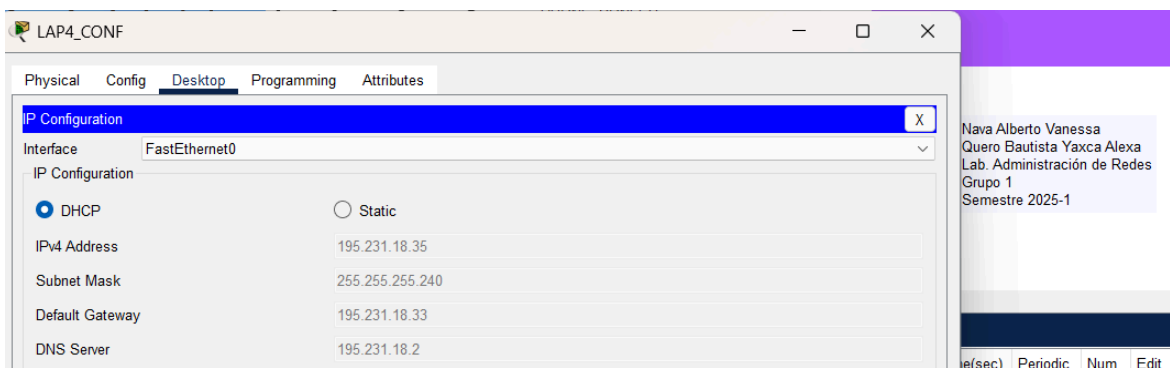 LAP4_CONF
Physical Config Desktop Programming Attributes
IP Configuration X
Interface FastEthernet0
IP Configuration
DHCP Static
IPv4 Address 195.231.18.35
Subnet Mask 255.255.255.240
Default Gateway 195.231.18.33
DNS Server 195.231.18.2
Nava Alberto Vanessa
Quero Bautista Yaxca Alexa
Lab. Administración de Redes
Grupo 1
Semestre 2025-1
Periodic Num Edit